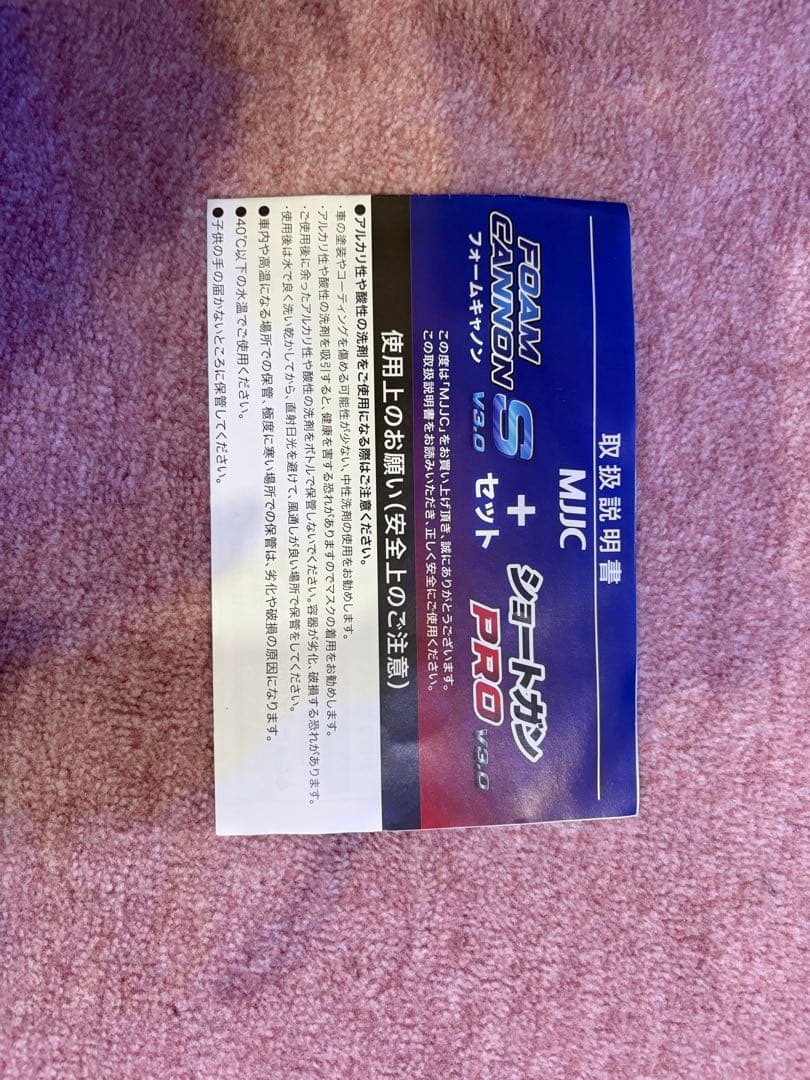 取扱説明書
MJJC
FOAM CANNON S V3.0 + ショートガン PRO V3.0
フォームキャノン セット
この度は「MJJC」をお買い上げ頂き、誠にありがとうございます。
この取扱説明書をお読みいただき、正しく安全にご使用ください。
使用上のお願い(安全上のご注意)
●アルカリ性や酸性の洗剤をご使用になる際はご注意ください。
・車の塗装やコーティングを傷める可能性が少ない、中性洗剤の使用をお勧めします。
・アルカリ性や酸性の洗剤を吸引すると、健康を害する恐れがありますのでマスクの着用をお勧めします。
・ご使用後に余ったアルカリ性や酸性の洗剤をボトルで保管しないでください。容器が劣化、破損する恐れがあります。
・使用後は水で良く洗い乾かしてから、直射日光を避けて、風通しが良い場所で保管をしてください。
●車内や高温になる場所での保管、極度に寒い場所での保管は、劣化や破損の原因になります。
●40℃以下の水温でご使用ください。
●子供の手の届かないところに保管してください。